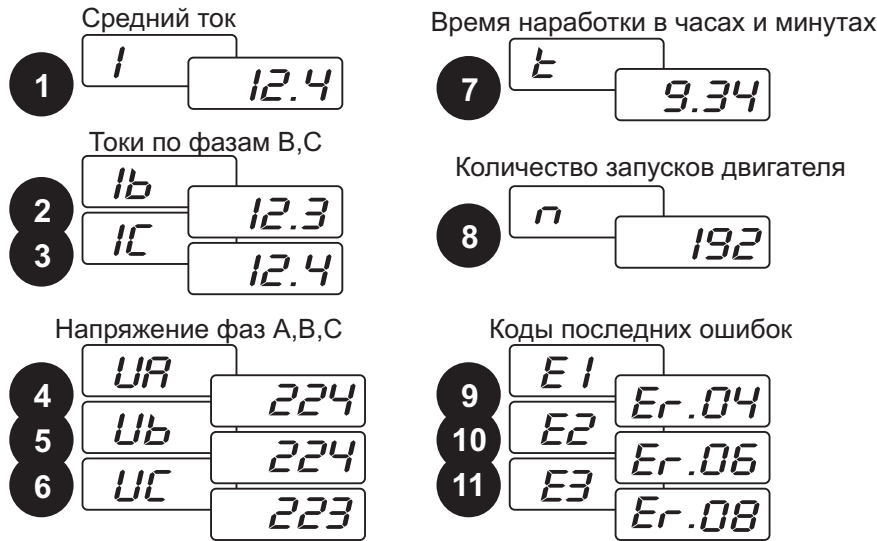 Средний ток
1
I
12.4
Токи по фазам B,C
2
Ib
12.3
3
IC
12.4
Напряжение фаз A,B,C
4
UA
224
5
Ub
224
6
UC
223
Время наработки в часах и минутах
7
t
9.34
Количество запусков двигателя
8
n
192
Коды последних ошибок
9
E1
Er.04
10
E2
Er.06
11
E3
Er.08